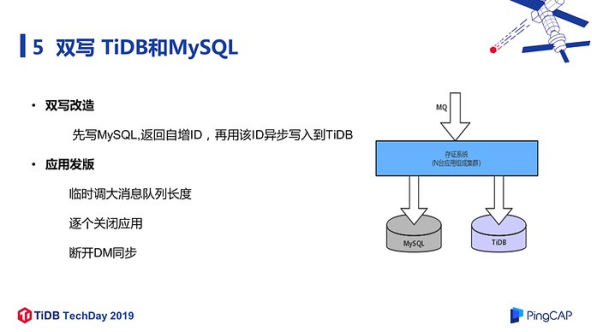 5 双写 TiDB和MySQL
• 双写改造
先写MySQL,返回自增ID，再用该ID异步写入到TiDB
• 应用发版
临时调大消息队列长度
逐个关闭应用
断开DM同步
MQ
存证系统
(N台应用组成集群)
MySQL
TiDB
TiDB TechDay 2019
PingCAP